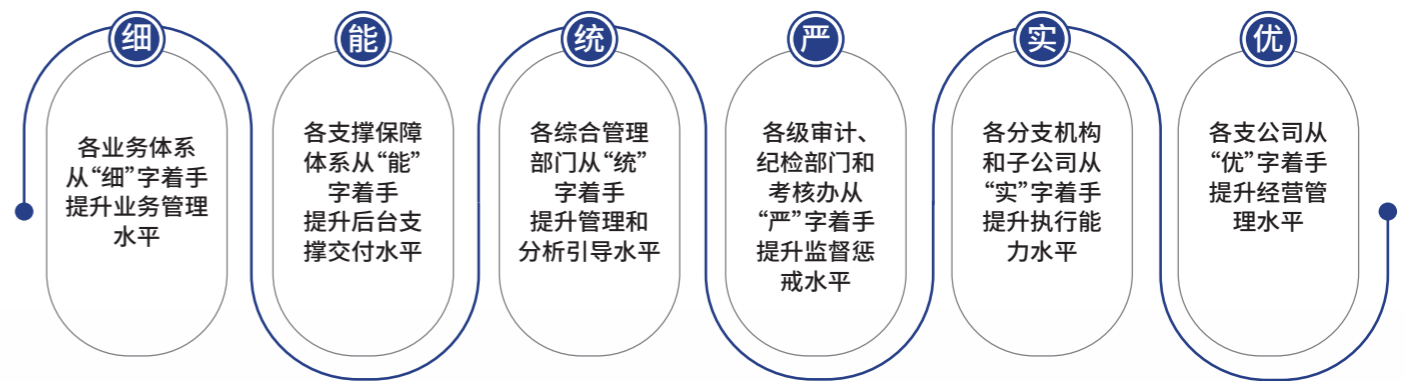 细
各业务体系
从“细”字着手
提升业务管理
水平
能
各支撑保障
体系从“能”
字着手
提升后台支
撑交付水平
统
各综合管理
部门从“统”
字着手
提升管理和
分析引导水平
严
各级审计、
纪检部门和
考核办从
“严”字着手
提升监督惩
戒水平
实
各分支机构
和子公司从
“实”字着手
提升执行能
力水平
优
各支公司从
“优”字着手
提升经营管
理水平